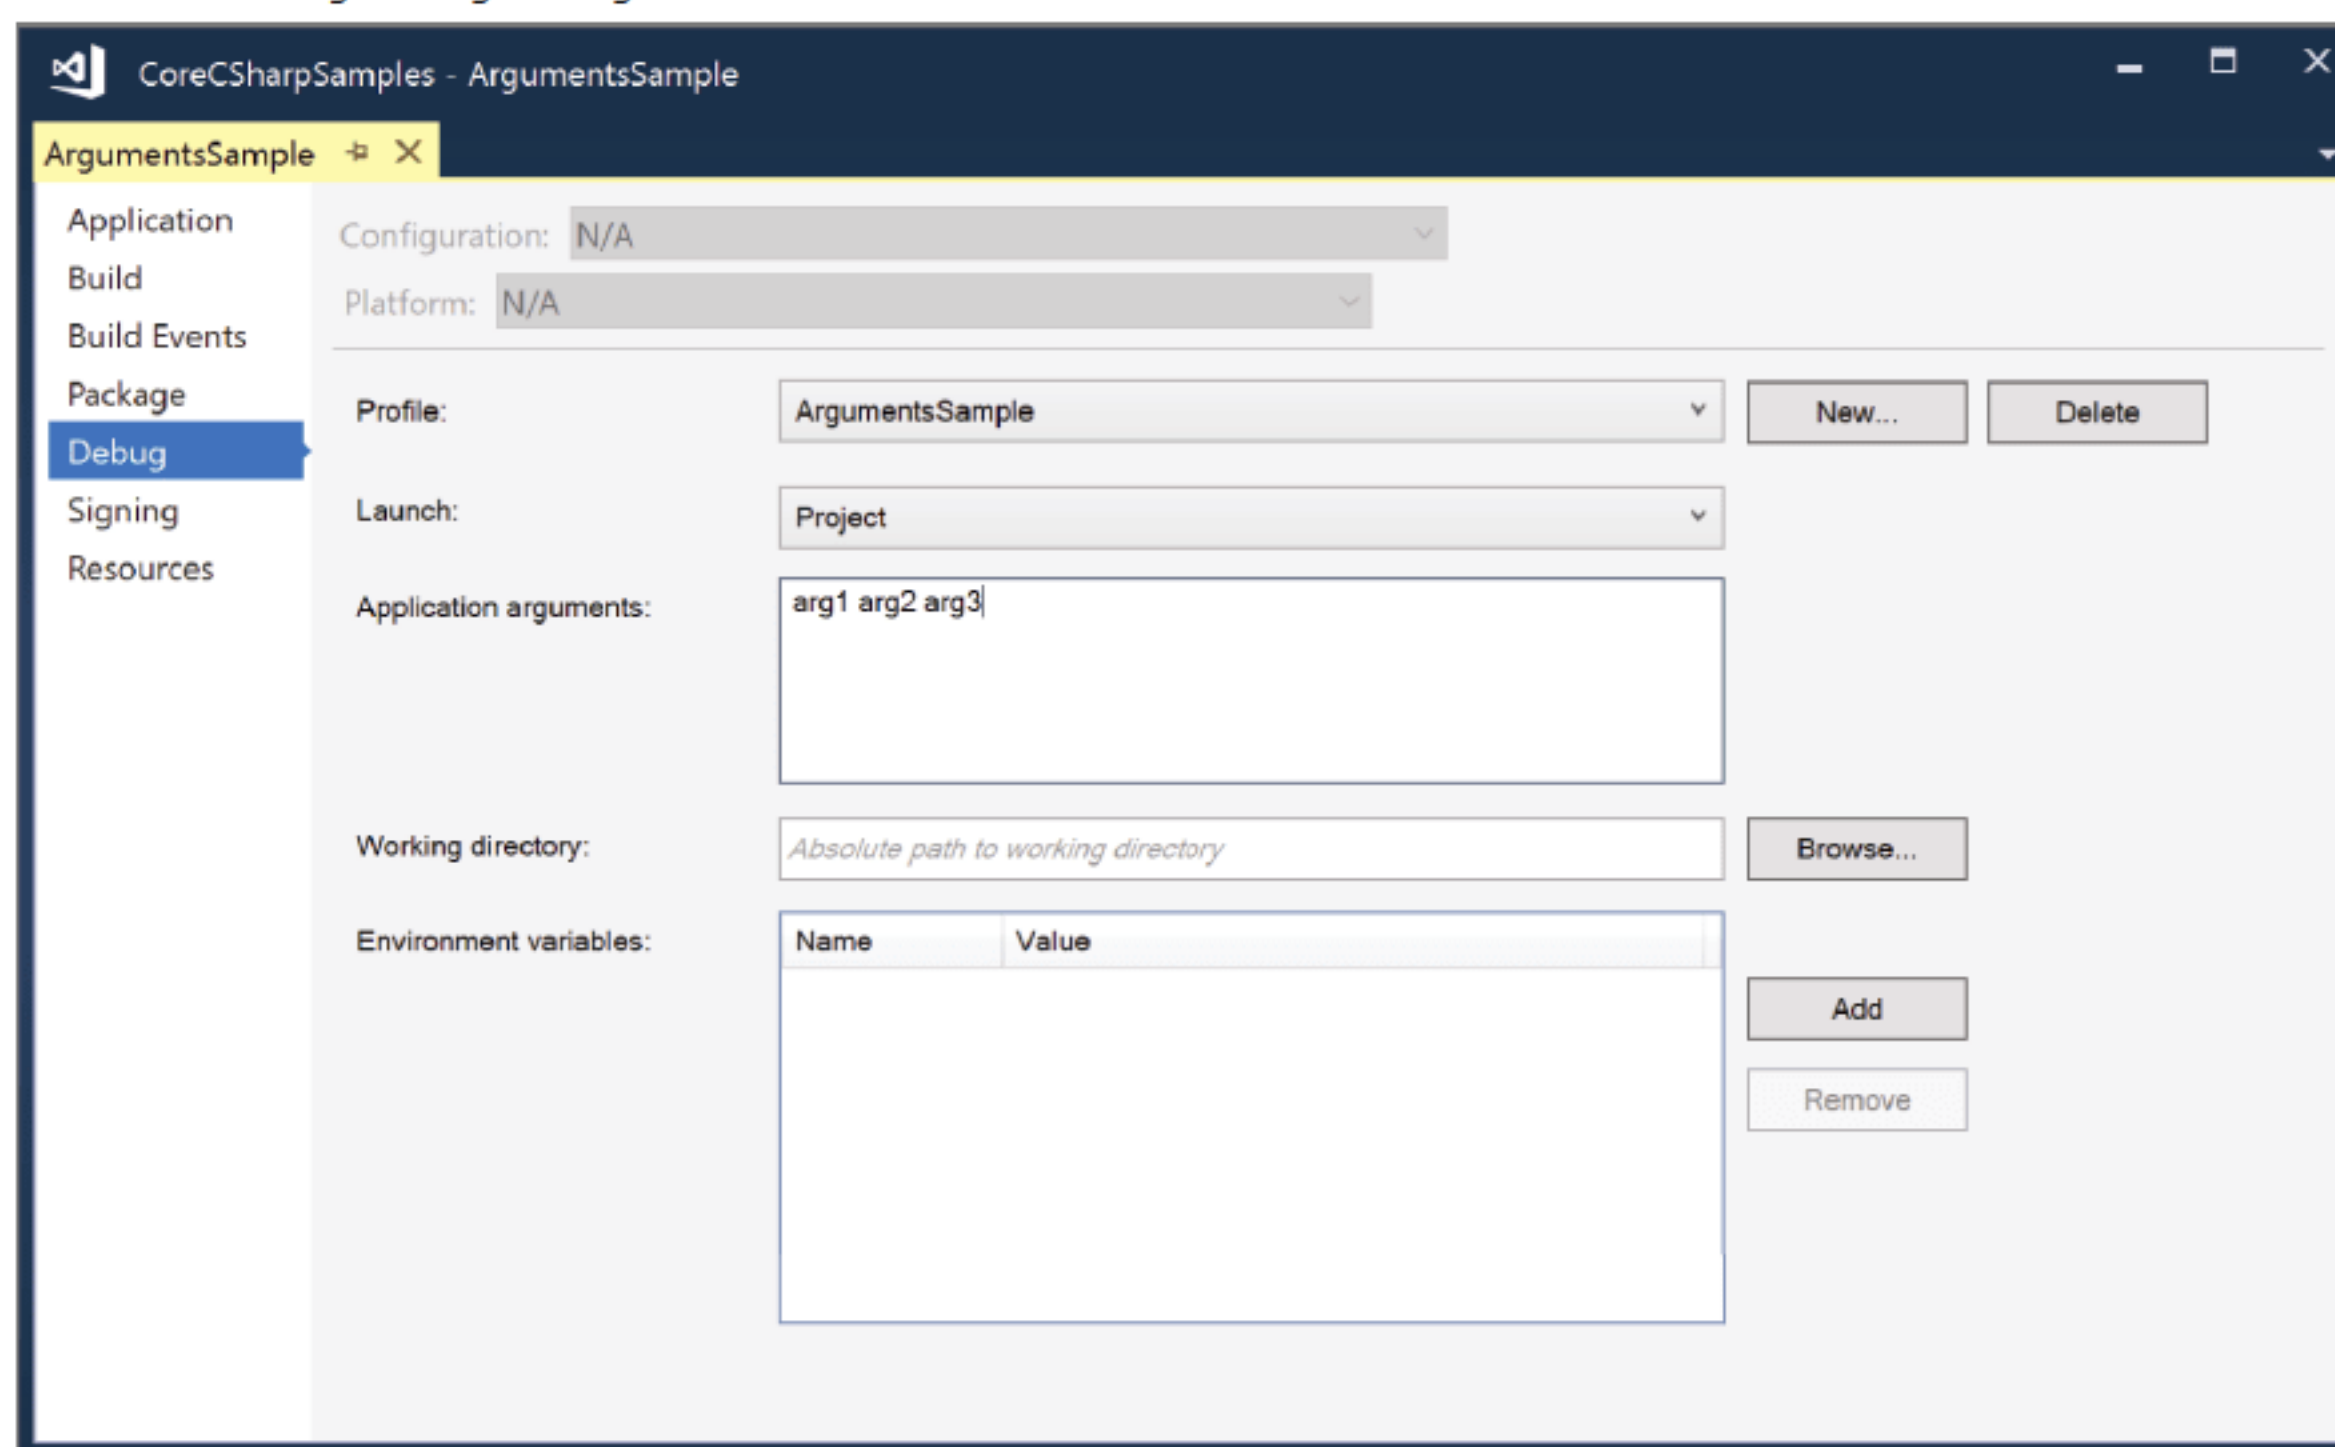 CoreCSharpSamples - ArgumentsSample
ArgumentsSample
Application
Build
Build Events
Package
Debug
Signing
Resources
Configuration: N/A
Platform: N/A
Profile: ArgumentsSample New... Delete
Launch: Project
Application arguments: arg1 arg2 arg3
Working directory: Absolute path to working directory Browse...
Environment variables: Name Value
Add
Remove